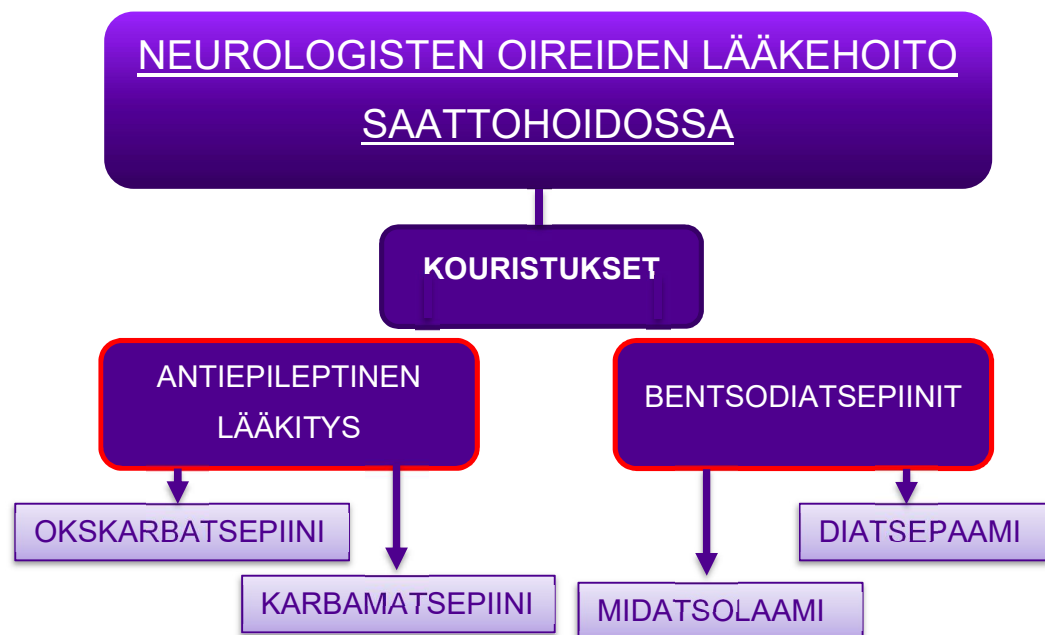 NEUROLOGISTEN OIREIDEN LÄÄKEHOITO
SAATTOHOIDOSSA
KOURISTUKSET
ANTIEPILEPTINEN
LÄÄKITYS
BENTSODIATSEPIINIT
OKSKARBATSEPIINI
DIATSEPAAMI
KARBAMATSEPIINI
MIDATSOLAAMI